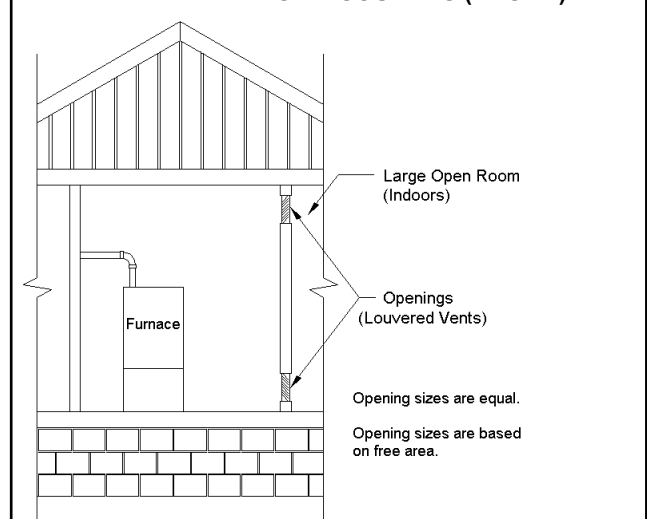 Large Open Room
(Indoors)
Furnace
Openings
(Louvered Vents)
Opening sizes are equal.
Opening sizes are based
on free area.